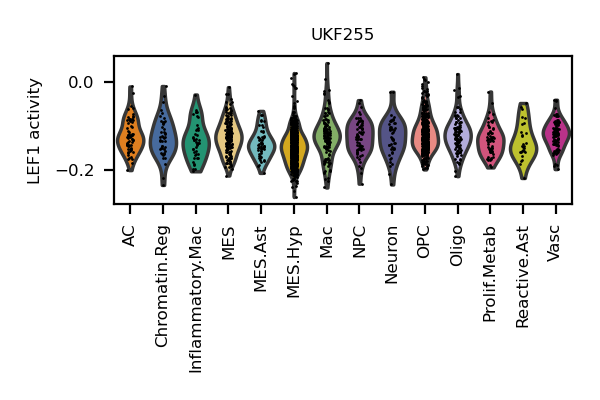 UKF255
LEF1 activity
0.0
−0.2
AC
Chromatin.Reg
Inflammatory.Mac
MES
MES.Ast
MES.Hyp
Mac
NPC
Neuron
OPC
Oligo
Prolif.Metab
Reactive.Ast
Vasc